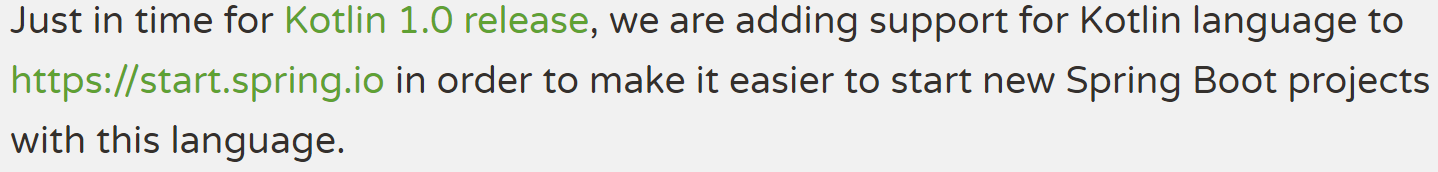 Just in time for Kotlin 1.0 release, we are adding support for Kotlin language to
https://start.spring.io in order to make it easier to start new Spring Boot projects
with this language.